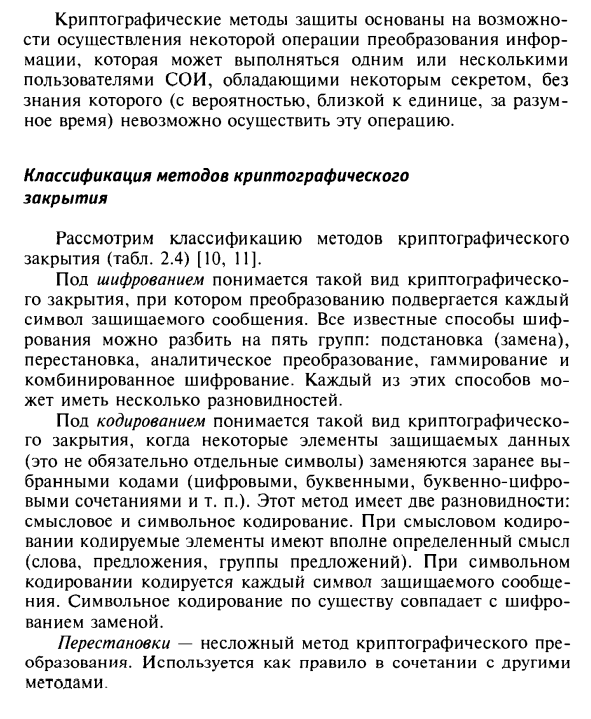 Криптографические методы защиты основаны на возможно-
сти осуществления некоторой операции преобразования инфор-
мации, которая может выполняться одним или несколькими
пользователями СОИ, обладающими некоторым секретом, без
знания которого (с вероятностью, близкой к единице, за разум-
ное время) невозможно осуществить эту операцию.
Классификация методов криптографического
закрытия
Рассмотрим классификацию методов криптографического
закрытия (табл. 2.4) [10, 11].
Под шифрованием понимается такой вид криптографическо-
го закрытия, при котором преобразованию подвергается каждый
символ защищаемого сообщения. Все известные способы шиф-
рования можно разбить на пять групп: подстановка (замена),
перестановка, аналитическое преобразование, гаммирование и
комбинированное шифрование. Каждый из этих способов мо-
жет иметь несколько разновидностей.
Под кодированием понимается такой вид криптографическо-
го закрытия, когда некоторые элементы защищаемых данных
(это не обязательно отдельные символы) заменяются заранее вы-
бранными кодами (цифровыми, буквенными, буквенно-цифро-
выми сочетаниями и т. п.). Этот метод имеет две разновидности:
смысловое и символьное кодирование. При смысловом кодиро-
вании кодируемые элементы имеют вполне определенный смысл
(слова, предложения, группы предложений). При символьном
кодировании кодируется каждый символ защищаемого сообще-
ния. Символьное кодирование по существу совпадает с шифро-
ванием заменой.
Перестановки — несложный метод криптографического пре-
образования. Используется как правило в сочетании с другими
методами.